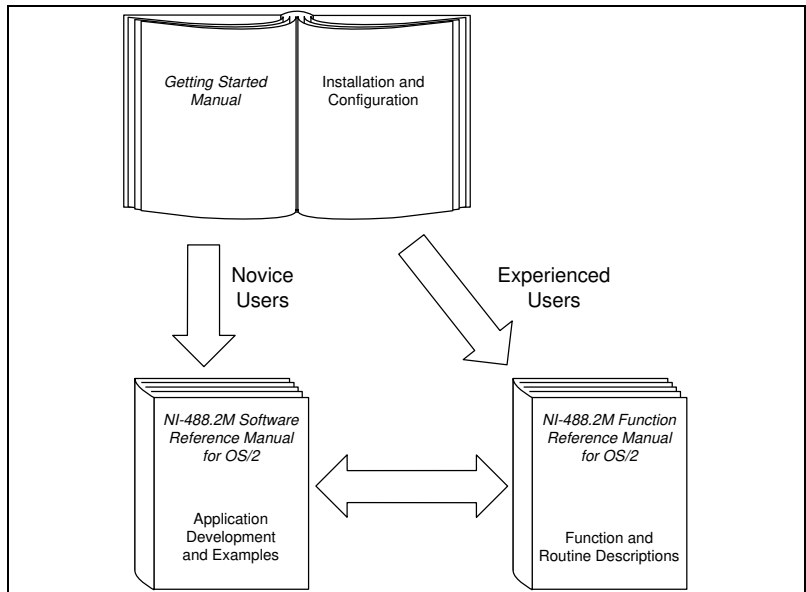 Getting Started
Manual
Installation and
Configuration
Novice
Users
Experienced
Users
NI-488.2M Software
Reference Manual
for OS/2
Application
Development
and Examples
NI-488.2M Function
Reference Manual
for OS/2
Function and
Routine Descriptions